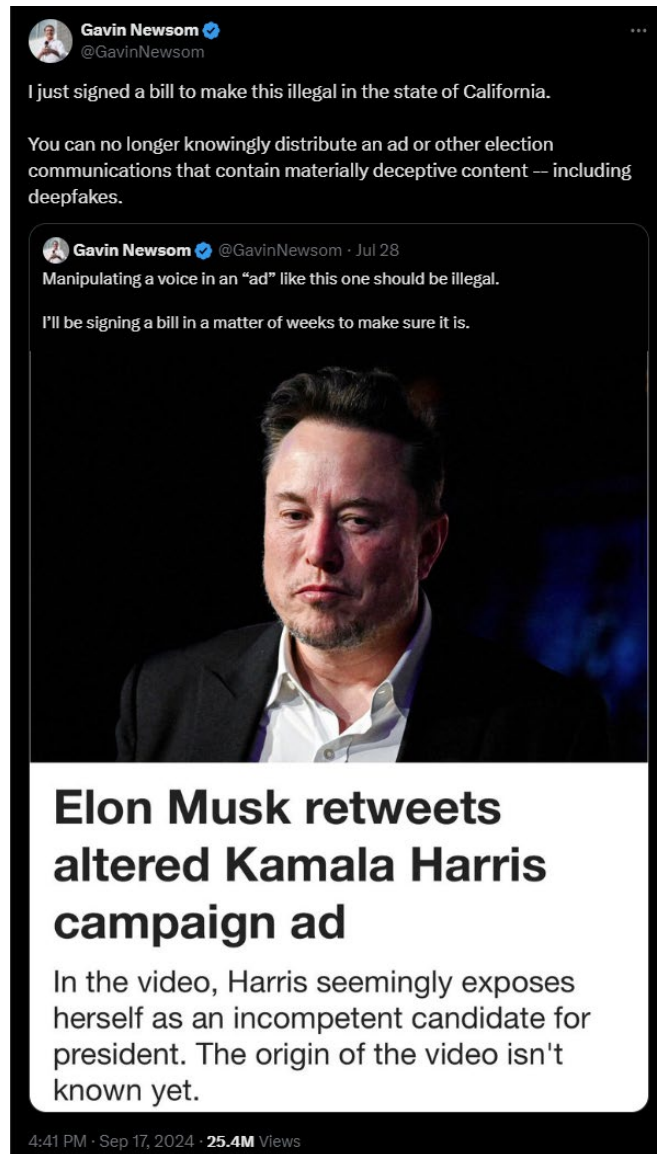 Gavin Newsom
@GavinNewsom
I just signed a bill to make this illegal in the state of California.
You can no longer knowingly distribute an ad or other election
communications that contain materially deceptive content -- including
deepfakes.
Gavin Newsom @GavinNewsom · Jul 28
Manipulating a voice in an “ad” like this one should be illegal.
I’ll be signing a bill in a matter of weeks to make sure it is.
Elon Musk retweets
altered Kamala Harris
campaign ad
In the video, Harris seemingly exposes
herself as an incompetent candidate for
president. The origin of the video isn't
known yet.
4:41 PM · Sep 17, 2024 · 25.4M Views